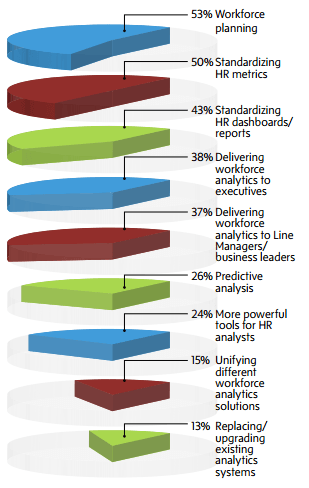 53% Workforce
planning
50% Standardizing
HR metrics
43% Standardizing
HR dashboards/
reports
38% Delivering
workforce
analytics to
executives
37% Delivering
workforce
analytics to Line
Managers/
business leaders
26% Predictive
analysis
24% More powerful
tools for HR
analysts
15% Unifying
different
workforce
analytics
solutions
13% Replacing/
upgrading
existing
analytics
systems